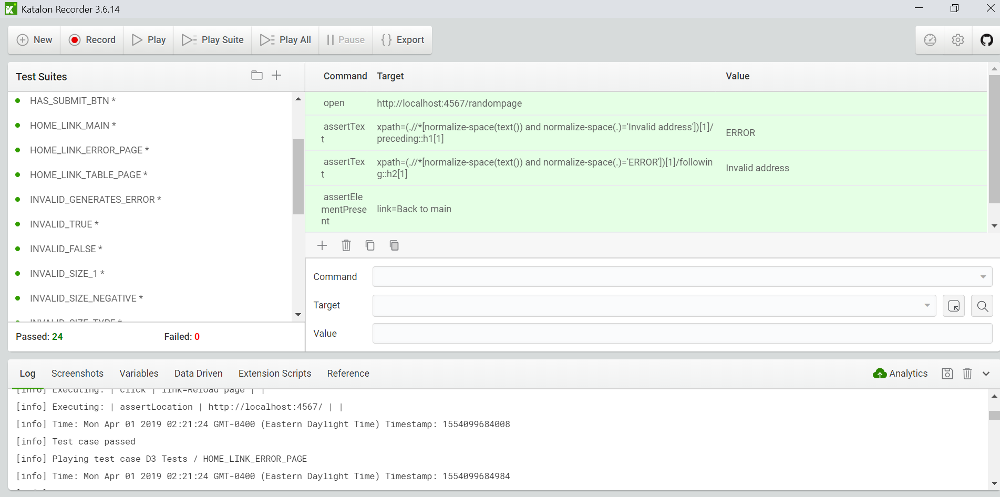 Katalon Recorder 3.6.14
New
Record
Play
Play Suite
Play All
Pause
Export
Test Suites
HAS_SUBMIT_BTN *
HOME_LINK_MAIN *
HOME_LINK_ERROR_PAGE *
HOME_LINK_TABLE_PAGE *
INVALID_GENERATES_ERROR *
INVALID_TRUE *
INVALID_FALSE *
INVALID_SIZE_1 *
INVALID_SIZE_NEGATIVE *
INVALID_SIZE_TYPE *
Passed: 24
Failed: 0
Command Target Value
open http://localhost:4567/randompage
assertTex
t
xpath=(.//*[normalize-space(text()) and normalize-space(.)='Invalid address'])[1]/
preceding::h1[1]
ERROR
assertTex
t
xpath=(.//*[normalize-space(text()) and normalize-space(.)='ERROR'])[1]/followin
g::h2[1]
Invalid address
assertEle
mentPrese
nt
link=Back to main
Command
Target
Value
Log
Screenshots
Variables
Data Driven
Extension Scripts
Reference
Analytics
[info] Executing: | click | link=Reload page | |
[info] Executing: | assertLocation | http://localhost:4567/ | |
[info] Time: Mon Apr 01 2019 02:21:24 GMT-0400 (Eastern Daylight Time) Timestamp: 1554099684008
[info] Test case passed
[info] Playing test case D3 Tests / HOME_LINK_ERROR_PAGE
[info] Time: Mon Apr 01 2019 02:21:24 GMT-0400 (Eastern Daylight Time) Timestamp: 1554099684984